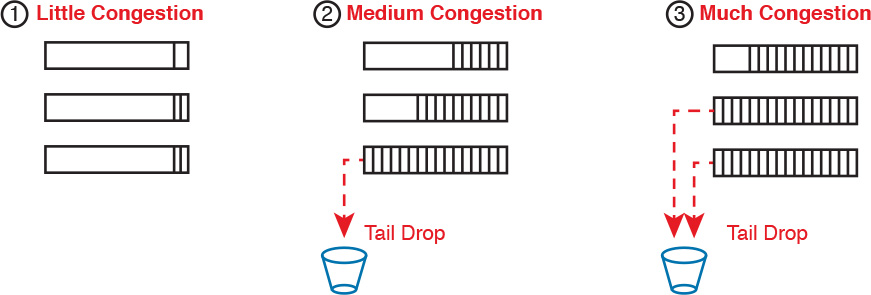 1 Little Congestion
2 Medium Congestion
3 Much Congestion
Tail Drop
Tail Drop